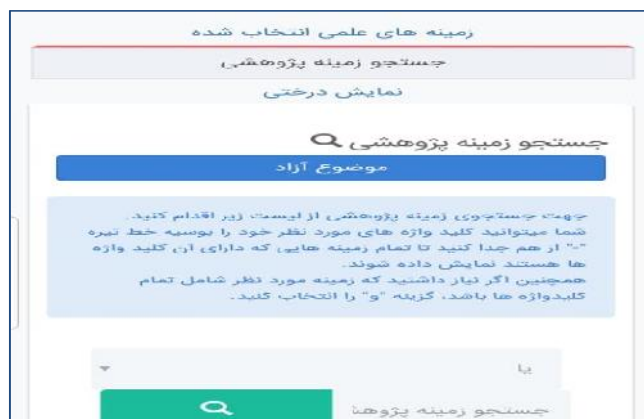 زمینه های علمی انتخاب شده
جستجو زمینه پژوهشی
نمایش درختی
جستجو زمینه پژوهشی
موضوع آزاد
جهت جستجوی زمینه پژوهشی از لیست زیر اقدام کنید.
شما میتوانید کلید واژه های مورد نظر خود را بوسیه خط تیره
"-" از هم جدا کنید تا تمام زمینه هایی که دارای آن کلید واژه
ها هستند نمایش داده شوند.
همچنین اگر نیاز داشتید که زمینه مورد نظر شامل تمام
کلیدواژه ها باشد، گزینه "و" را انتخاب کنید.
یا
جستجو زمینه پژوهش